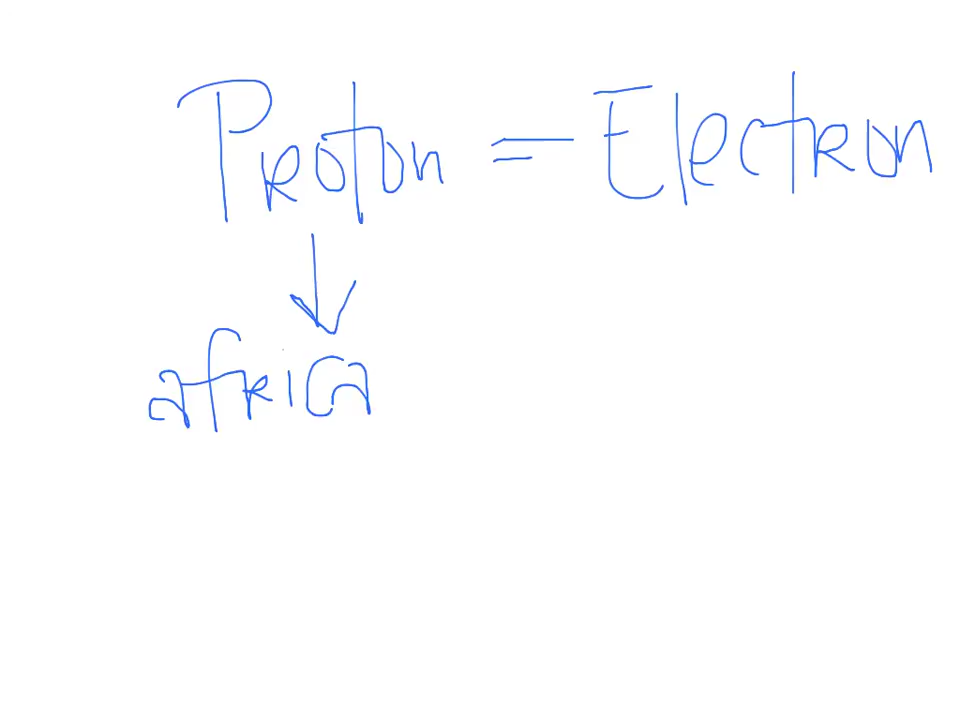 Proton = Electron
↓
africa